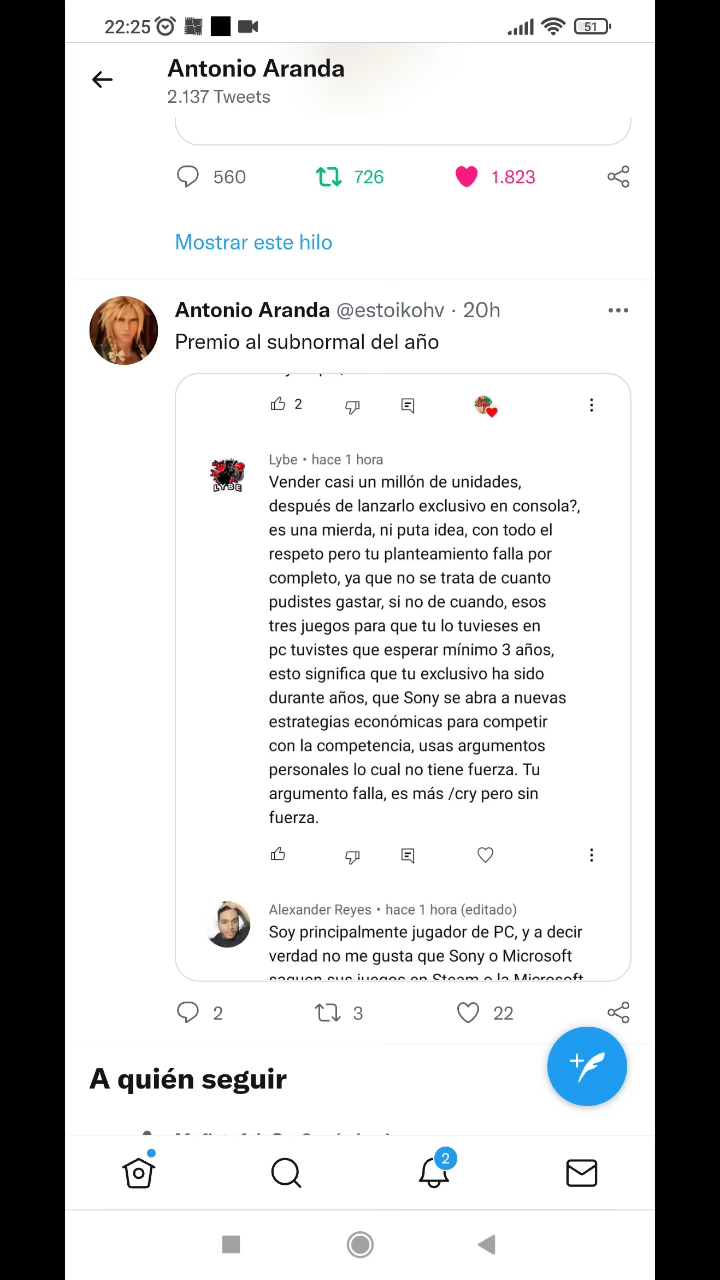 22:25
51
Antonio Aranda
2.137 Tweets
560
726
1.823
Mostrar este hilo
Antonio Aranda @estoikohv · 20h
Premio al subnormal del año
2
LYBE
Lybe • hace 1 hora
Vender casi un millón de unidades,
después de lanzarlo exclusivo en consola?,
es una mierda, ni puta idea, con todo el
respeto pero tu planteamiento falla por
completo, ya que no se trata de cuanto
pudistes gastar, si no de cuando, esos
tres juegos para que tu lo tuvieses en
pc tuvistes que esperar mínimo 3 años,
esto significa que tu exclusivo ha sido
durante años, que Sony se abra a nuevas
estrategias económicas para competir
con la competencia, usas argumentos
personales lo cual no tiene fuerza. Tu
argumento falla, es más /cry pero sin
fuerza.
Alexander Reyes • hace 1 hora (editado)
Soy principalmente jugador de PC, y a decir
verdad no me gusta que Sony o Microsoft
saquen sus juegos en Steam o la Microsoft
2
3
22
A quién seguir
2